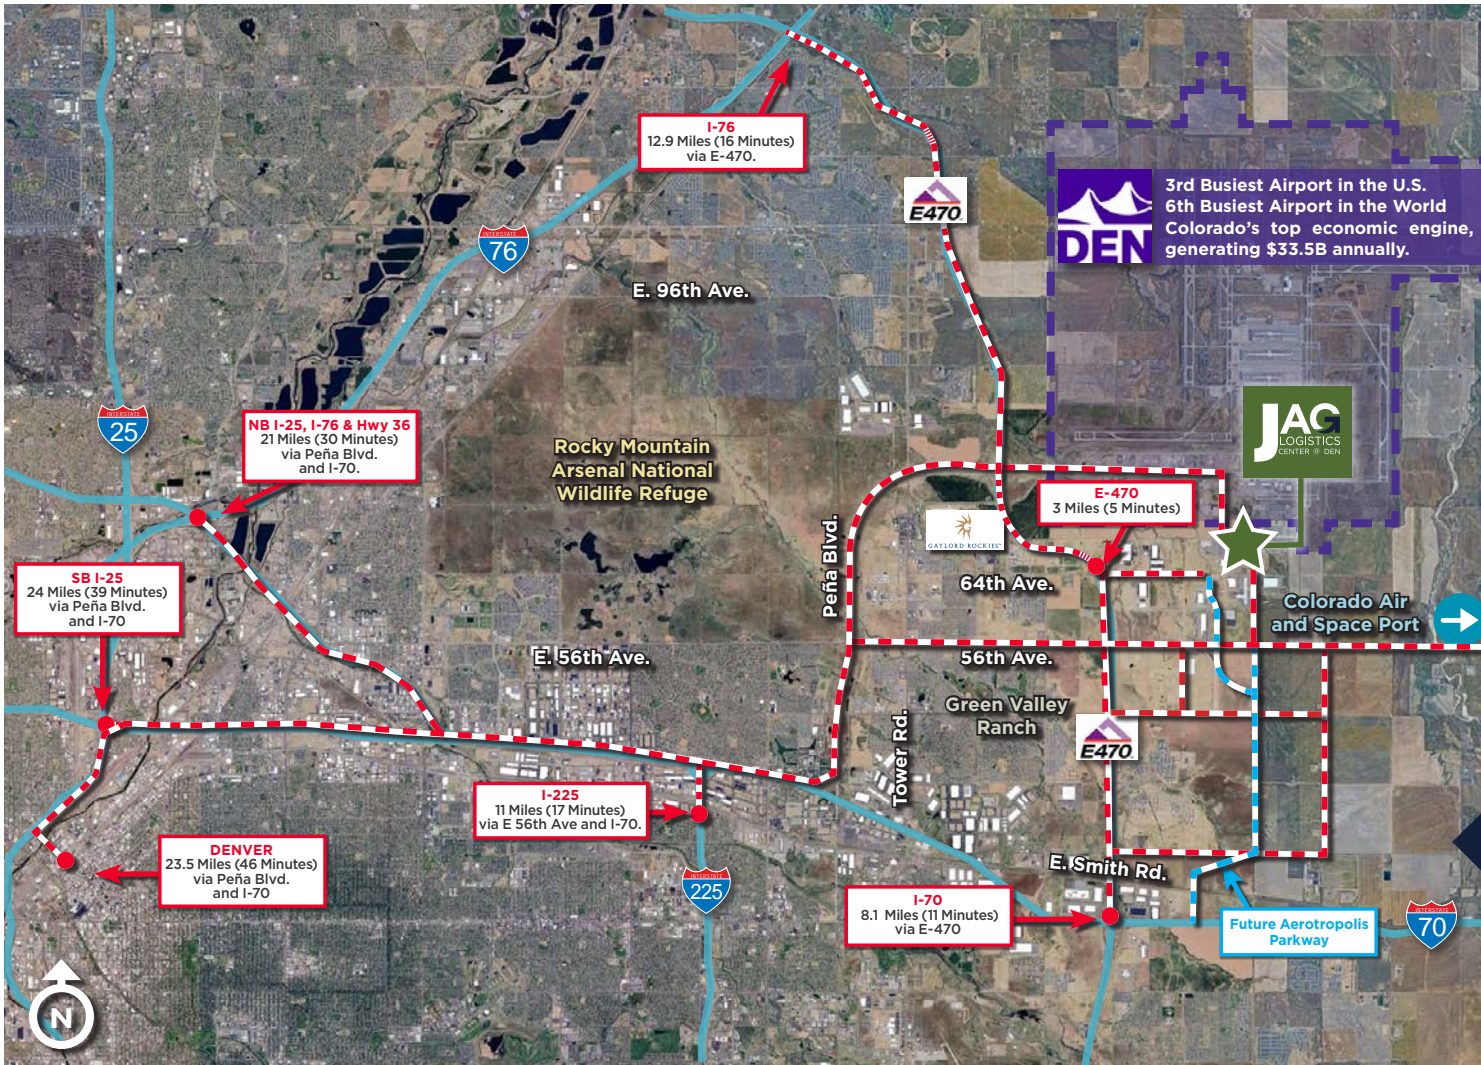 I-76
12.9 Miles (16 Minutes)
via E-470.
E470
3rd Busiest Airport in the U.S.
6th Busiest Airport in the World
Colorado's top economic engine,
generating $33.5B annually.
DEN
INTERSTATE
76
E. 96th Ave.
INTERSTATE
25
NB I-25, I-76 & Hwy 36
21 Miles (30 Minutes)
via Peña Blvd.
and I-70.
Rocky Mountain
Arsenal National
Wildlife Refuge
JAG
LOGISTICS
CENTER @ DEN
E-470
3 Miles (5 Minutes)
GAYLORD ROCKIES
Peña Blvd.
64th Ave.
SB I-25
24 Miles (39 Minutes)
via Peña Blvd.
and I-70
Colorado Air
and Space Port
E. 56th Ave.
56th Ave.
Green Valley
Ranch
Tower Rd.
E470
I-225
11 Miles (17 Minutes)
via E 56th Ave and I-70.
DENVER
23.5 Miles (46 Minutes)
via Peña Blvd.
and I-70
INTERSTATE
225
E. Smith Rd.
I-70
8.1 Miles (11 Minutes)
via E-470
Future Aerotropolis
Parkway
INTERSTATE
70
N